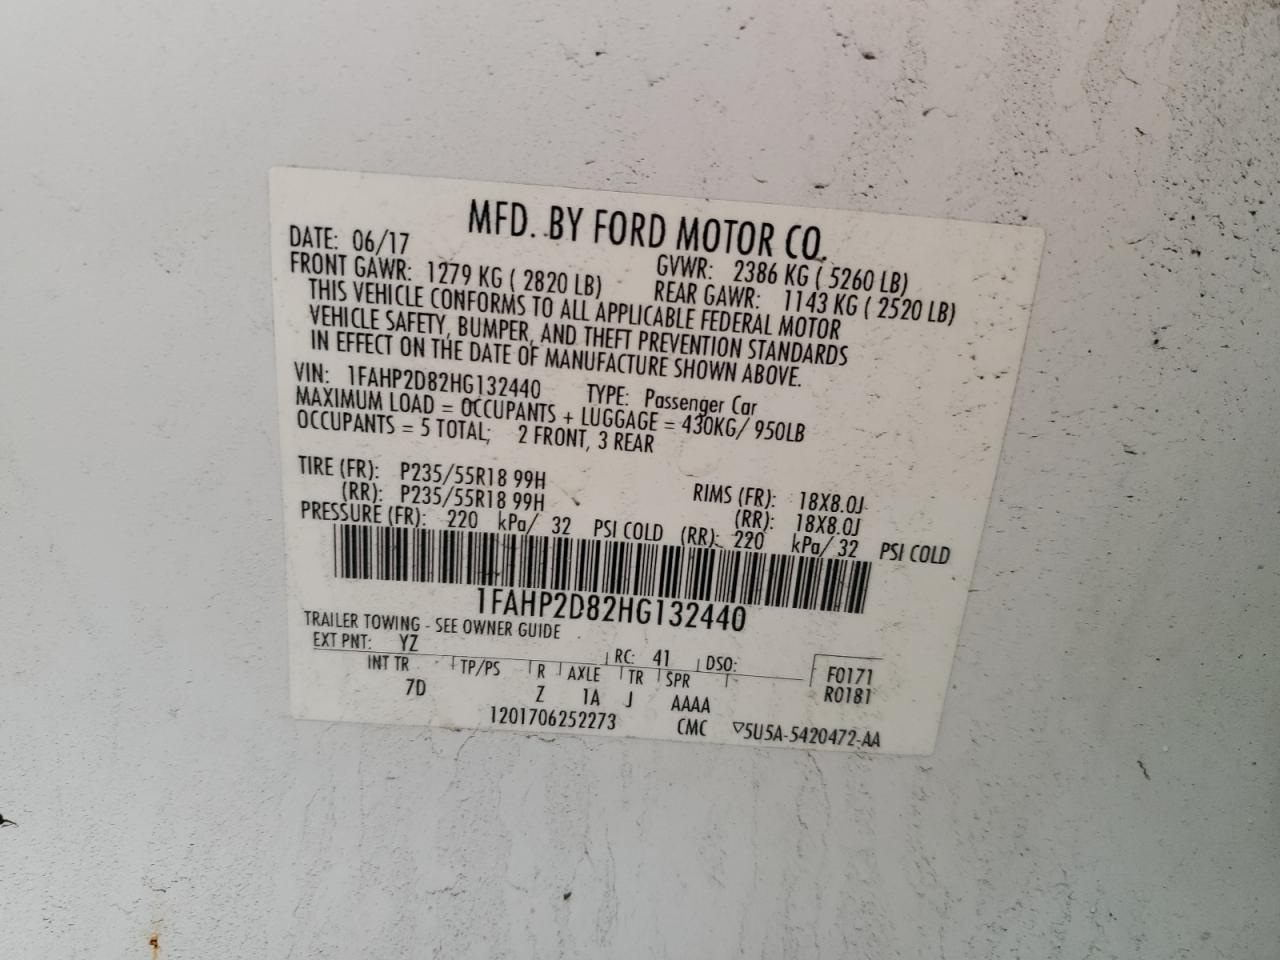 MFD. BY FORD MOTOR CO.
DATE: 06/17 GVWR: 2386 KG ( 5260 LB)
FRONT GAWR: 1279 KG ( 2820 LB) REAR GAWR: 1143 KG ( 2520 LB)
THIS VEHICLE CONFORMS TO ALL APPLICABLE FEDERAL MOTOR
VEHICLE SAFETY, BUMPER, AND THEFT PREVENTION STANDARDS
IN EFFECT ON THE DATE OF MANUFACTURE SHOWN ABOVE.
VIN: 1FAHP2D82HG132440 TYPE: Passenger Car
MAXIMUM LOAD = OCCUPANTS + LUGGAGE = 430KG/ 950LB
OCCUPANTS = 5 TOTAL; 2 FRONT, 3 REAR
TIRE (FR): P235/55R18 99H RIMS (FR): 18X8.0J
(RR): P235/55R18 99H (RR): 18X8.0J
PRESSURE (FR): 220 kPa/ 32 PSI COLD (RR): 220 kPa/ 32 PSI COLD
1FAHP2D82HG132440
TRAILER TOWING - SEE OWNER GUIDE
EXT PNT: YZ RC: 41 DSO: F0171
INT TR TP/PS R AXLE TR SPR R0181
7D Z 1A J AAAA
1201706252273 CMC ▽5U5A-5420472-AA